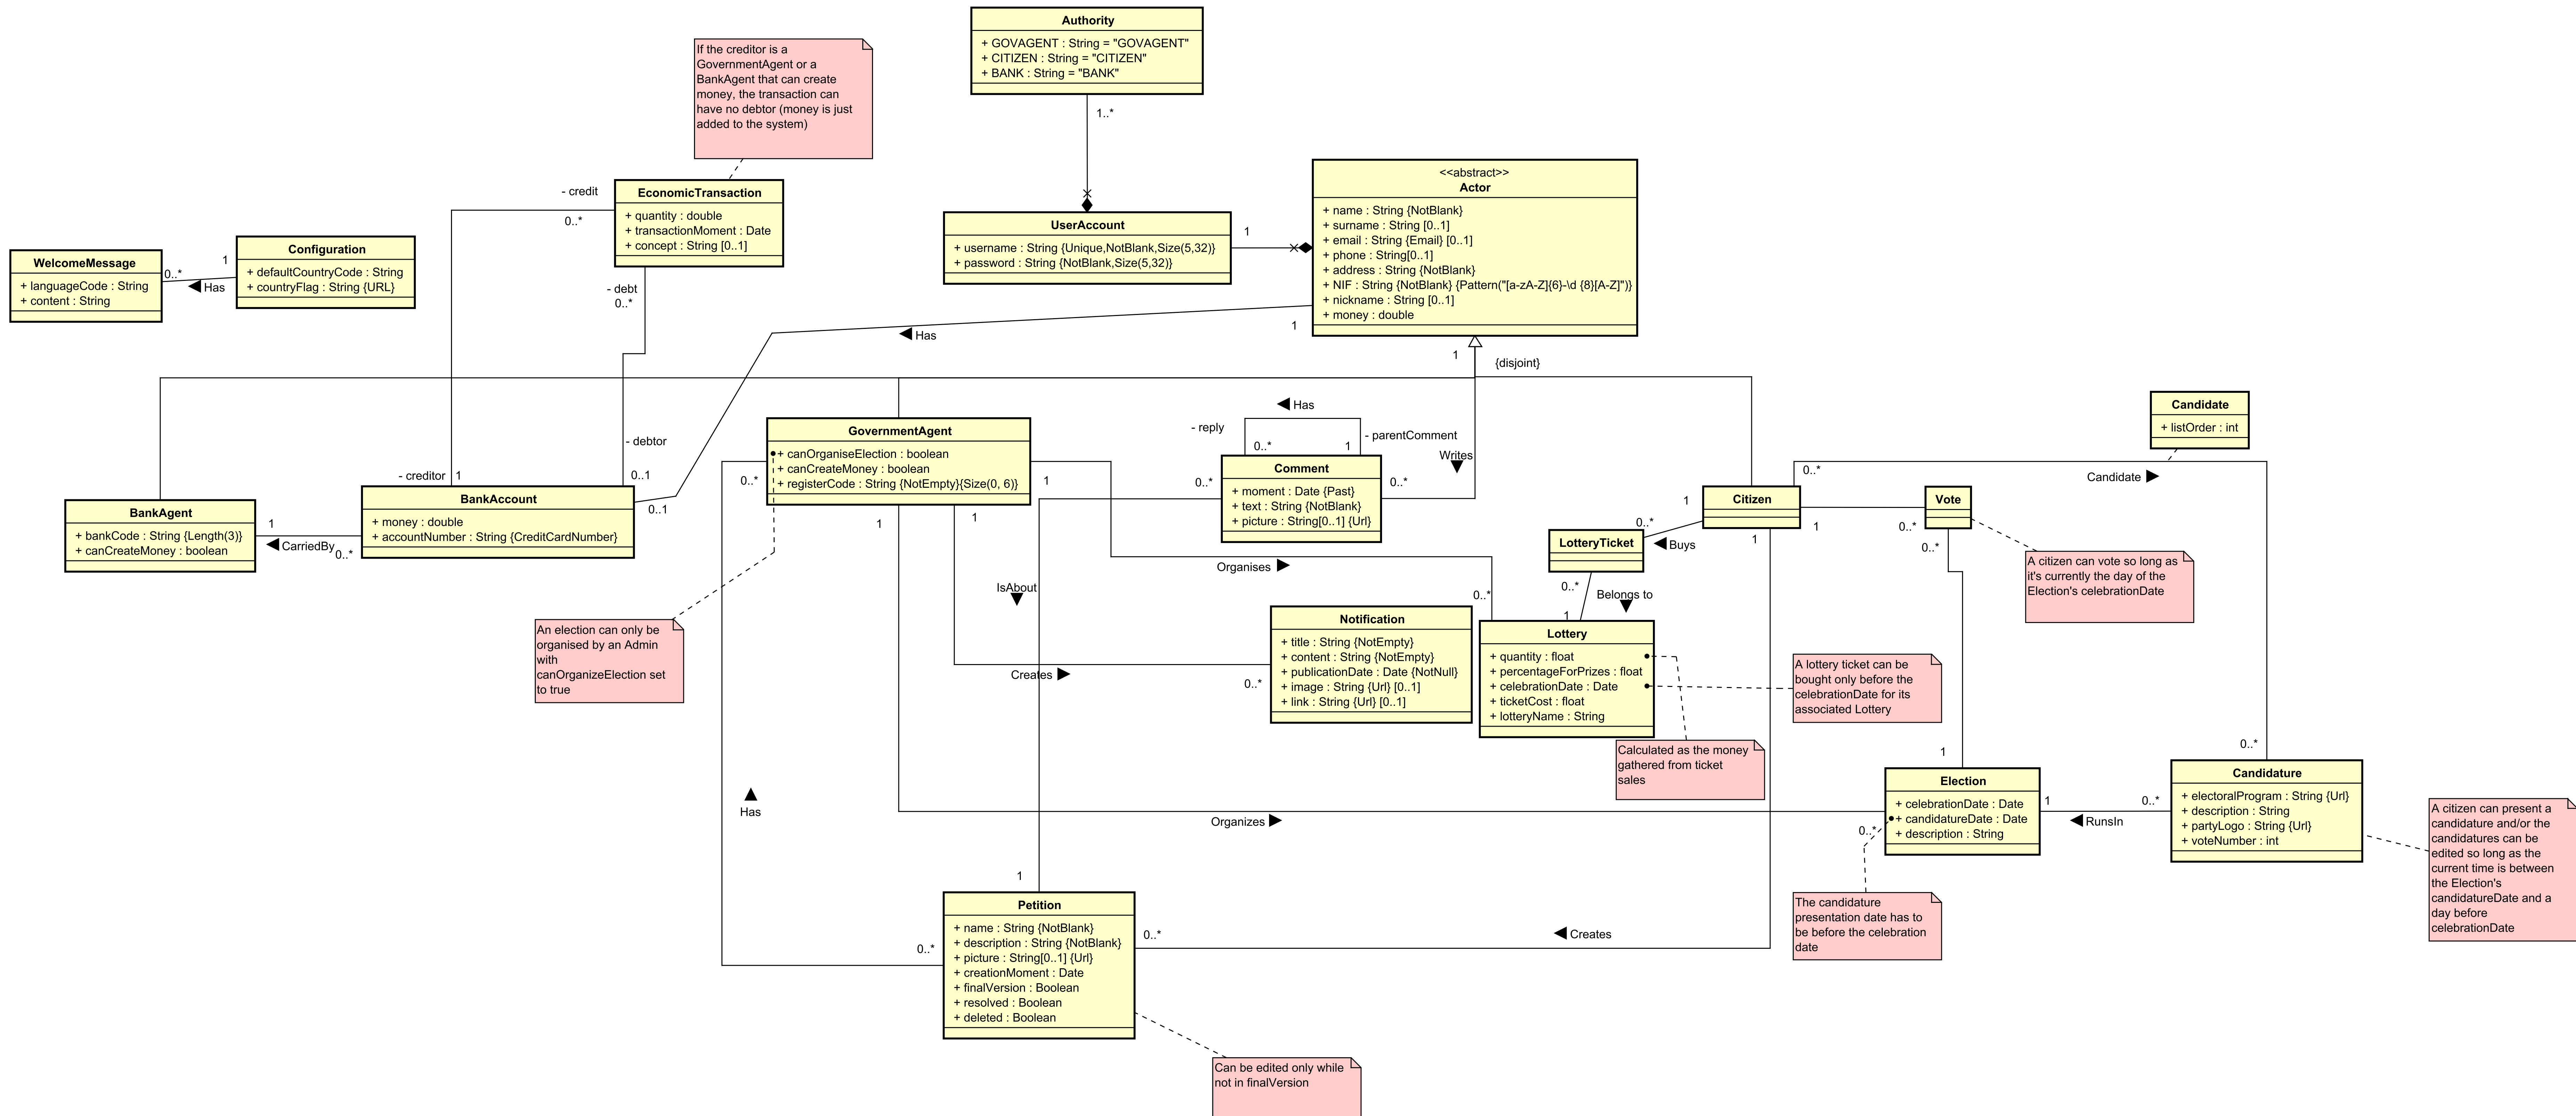 Authority
+ GOVAGENT : String = "GOVAGENT"
+ CITIZEN : String = "CITIZEN"
+ BANK : String = "BANK"
1..*
If the creditor is a
GovernmentAgent or a
BankAgent that can create
money, the transaction can
have no debtor (money is just
added to the system)
EconomicTransaction
+ quantity : double
+ transactionMoment : Date
+ concept : String [0..1]
- credit
0..*
- debt
0..*
UserAccount
+ username : String {Unique,NotBlank,Size(5,32)}
+ password : String {NotBlank,Size(5,32)}
1
<<abstract>>
Actor
+ name : String {NotBlank}
+ surname : String [0..1]
+ email : String {Email} [0..1]
+ phone : String[0..1]
+ address : String {NotBlank}
+ NIF : String {NotBlank} {Pattern("[a-zA-Z]{6}-\d {8}[A-Z]")}
+ nickname : String [0..1]
+ money : double
WelcomeMessage
+ languageCode : String
+ content : String
0..*
1
Has
Configuration
+ defaultCountryCode : String
+ countryFlag : String {URL}
Has
1
1
{disjoint}
BankAgent
+ bankCode : String {Length(3)}
+ canCreateMoney : boolean
1
CarriedBy
0..*
BankAccount
+ money : double
+ accountNumber : String {CreditCardNumber}
- creditor
1
- debtor
0..1
0..1
GovernmentAgent
+ canOrganiseElection : boolean
+ canCreateMoney : boolean
+ registerCode : String {NotEmpty}{Size(0, 6)}
0..*
1
1
1
Has
- reply
0..*
1
- parentComment
Comment
+ moment : Date {Past}
+ text : String {NotBlank}
+ picture : String[0..1] {Url}
0..*
0..*
Writes
Candidate
+ listOrder : int
Candidate
0..*
Citizen
1
1
1
Vote
0..*
0..*
LotteryTicket
0..*
Buys
0..*
Belongs to
1
A citizen can vote so long as
it's currently the day of the
Election's celebrationDate
Organises
0..*
IsAbout
An election can only be
organised by an Admin
with
canOrganizeElection set
to true
Notification
+ title : String {NotEmpty}
+ content : String {NotEmpty}
+ publicationDate : Date {NotNull}
+ image : String {Url} [0..1]
+ link : String {Url} [0..1]
Creates
0..*
Lottery
+ quantity : float
+ percentageForPrizes : float
+ celebrationDate : Date
+ ticketCost : float
+ lotteryName : String
A lottery ticket can be
bought only before the
celebrationDate for its
associated Lottery
Calculated as the money
gathered from ticket
sales
Has
Organizes
0..*
1
Election
+ celebrationDate : Date
+ candidatureDate : Date
+ description : String
1
RunsIn
0..*
0..*
Candidature
+ electoralProgram : String {Url}
+ description : String
+ partyLogo : String {Url}
+ voteNumber : int
A citizen can present a
candidature and/or the
candidatures can be
edited so long as the
current time is between
the Election's
candidatureDate and a
day before
celebrationDate
The candidature
presentation date has to
be before the celebration
date
1
Petition
+ name : String {NotBlank}
+ description : String {NotBlank}
+ picture : String[0..1] {Url}
+ creationMoment : Date
+ finalVersion : Boolean
+ resolved : Boolean
+ deleted : Boolean
0..*
0..*
Creates
Can be edited only while
not in finalVersion